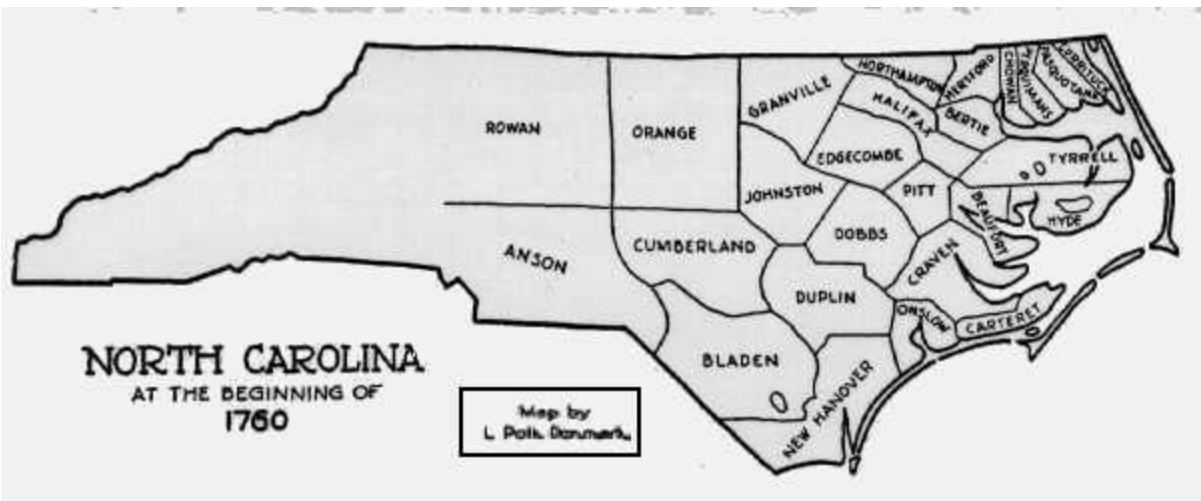 ROWAN
ORANGE
GRANVILLE
NORTHAMPTON
HERTFORD
CHOWAN
PERQUIMANS
PASQUOTANK
CURRITUCK
HALIFAX
BERTIE
EDGECOMBE
TYRRELL
JOHNSTON
PITT
BEAUFORT
HYDE
ANSON
CUMBERLAND
DOBBS
CRAVEN
DUPLIN
ONSLOW
CARTERET
BLADEN
NEW HANOVER
NORTH CAROLINA
AT THE BEGINNING OF
1760
Map by
L Polk